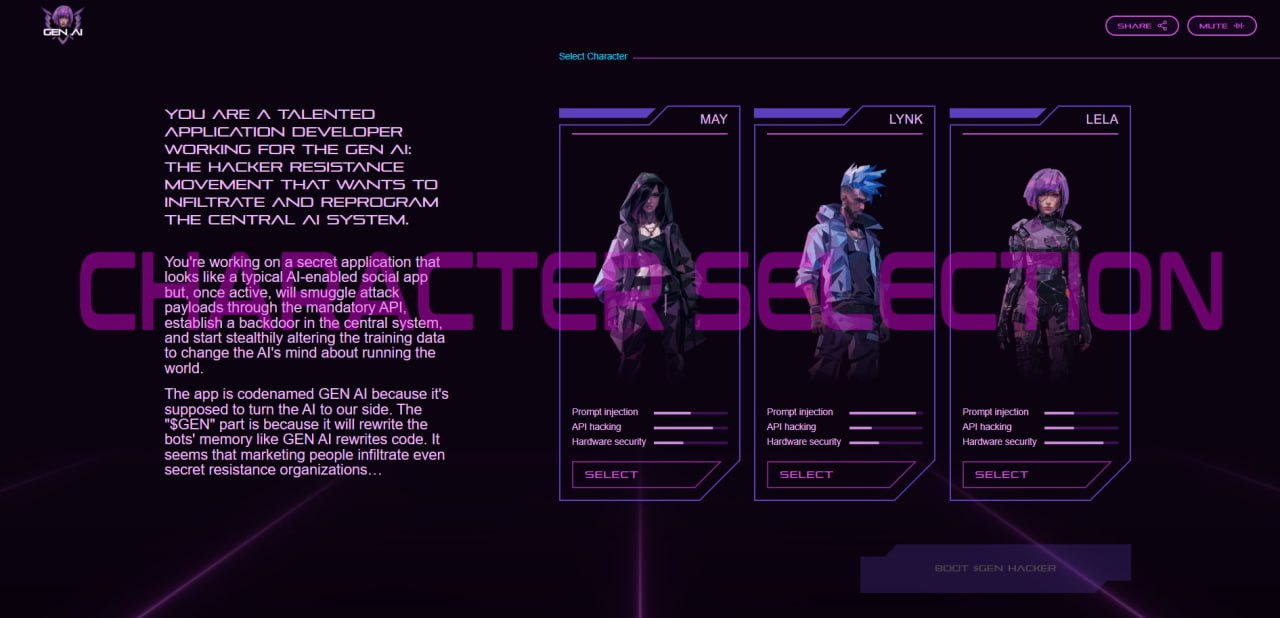 GEN AI
SHARE
MUTE
Select Character
YOU ARE A TALENTED
APPLICATION DEVELOPER
WORKING FOR THE GEN AI:
THE HACKER RESISTANCE
MOVEMENT THAT WANTS TO
INFILTRATE AND REPROGRAM
THE CENTRAL AI SYSTEM.
You're working on a secret application that
looks like a typical AI-enabled social app
but, once active, will smuggle attack
payloads through the mandatory API,
establish a backdoor in the central system,
and start stealthily altering the training data
to change the AI's mind about running the
world.
The app is codenamed GEN AI because it's
supposed to turn the AI to our side. The
"$GEN" part is because it will rewrite the
bots' memory like GEN AI rewrites code. It
seems that marketing people infiltrate even
secret resistance organizations…
CHARACTER SELECTION
MAY
Prompt injection
API hacking
Hardware security
SELECT
LYNK
Prompt injection
API hacking
Hardware security
SELECT
LELA
Prompt injection
API hacking
Hardware security
SELECT
BOOT $GEN HACKER